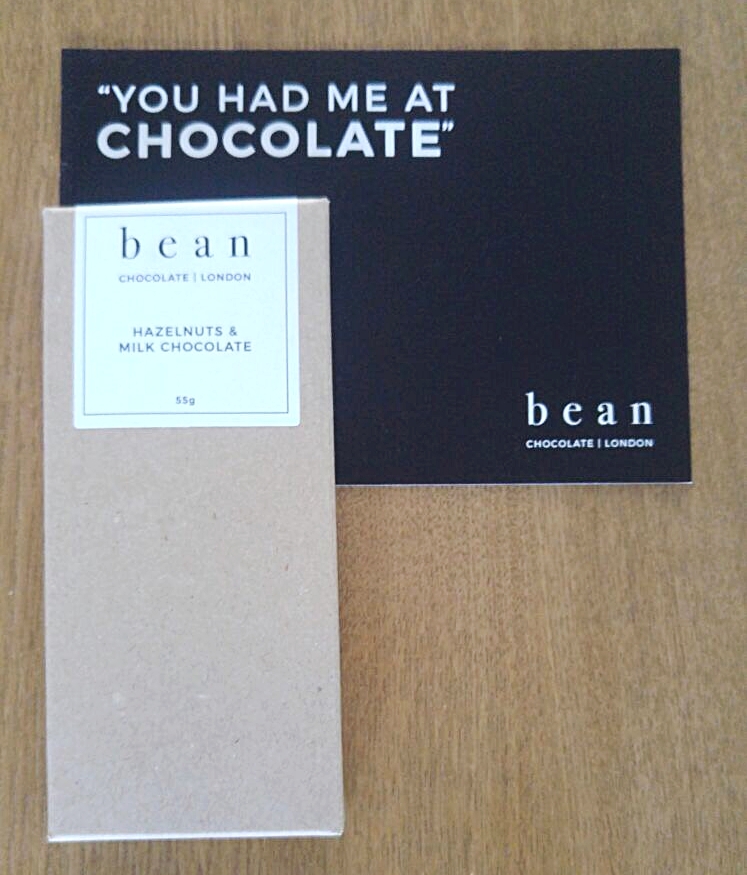 “YOU HAD ME AT
CHOCOLATE”
bean
CHOCOLATE | LONDON
HAZELNUTS &
MILK CHOCOLATE
55g
bean
CHOCOLATE | LONDON